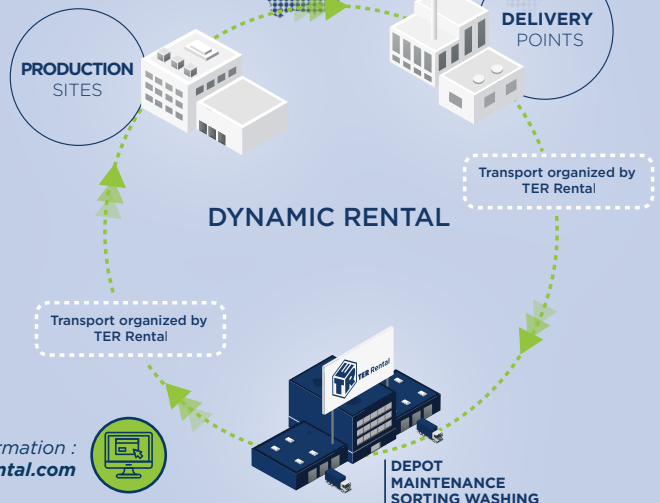 PRODUCTION
SITES
DELIVERY
POINTS
Transport organized by
TER Rental
DYNAMIC RENTAL
Transport organized by
TER Rental
TER
TER Rental
rmation :
ntal.com
DEPOT
MAINTENANCE
SORTING WASHING